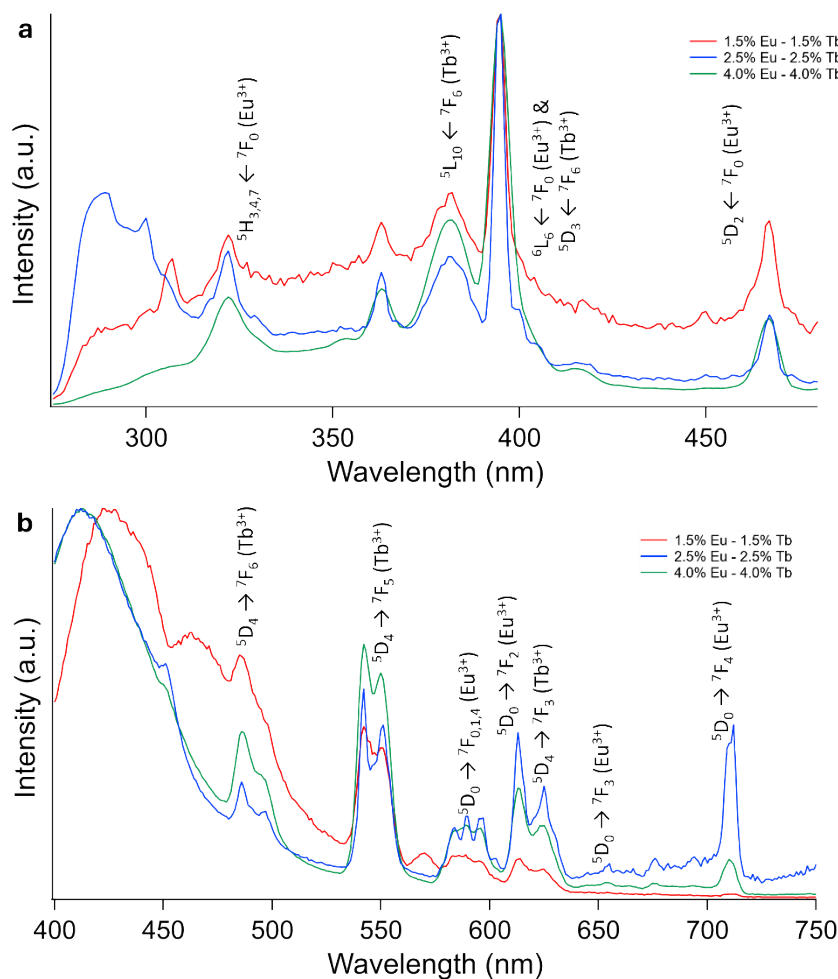 a
1.5% Eu - 1.5% Tb
2.5% Eu - 2.5% Tb
4.0% Eu - 4.0% Tb
⁵H₃,₄,₇ ← ⁷F₀ (Eu³⁺)
⁵L₁₀ ← ⁷F₆ (Tb³⁺)
⁶L₆ ← ⁷F₀ (Eu³⁺) &
⁵D₃ ← ⁷F₆ (Tb³⁺)
⁵D₂ ← ⁷F₀ (Eu³⁺)
Intensity (a.u.)
300 350 400 450
Wavelength (nm)
b
1.5% Eu - 1.5% Tb
2.5% Eu - 2.5% Tb
4.0% Eu - 4.0% Tb
⁵D₄ → ⁷F₆ (Tb³⁺)
⁵D₄ → ⁷F₅ (Tb³⁺)
⁵D₀ → ⁷F₀,₁,₄ (Eu³⁺)
⁵D₀ → ⁷F₂ (Eu³⁺)
⁵D₄ → ⁷F₃ (Tb³⁺)
⁵D₀ → ⁷F₃ (Eu³⁺)
⁵D₀ → ⁷F₄ (Eu³⁺)
Intensity (a.u.)
400 450 500 550 600 650 700 750
Wavelength (nm)